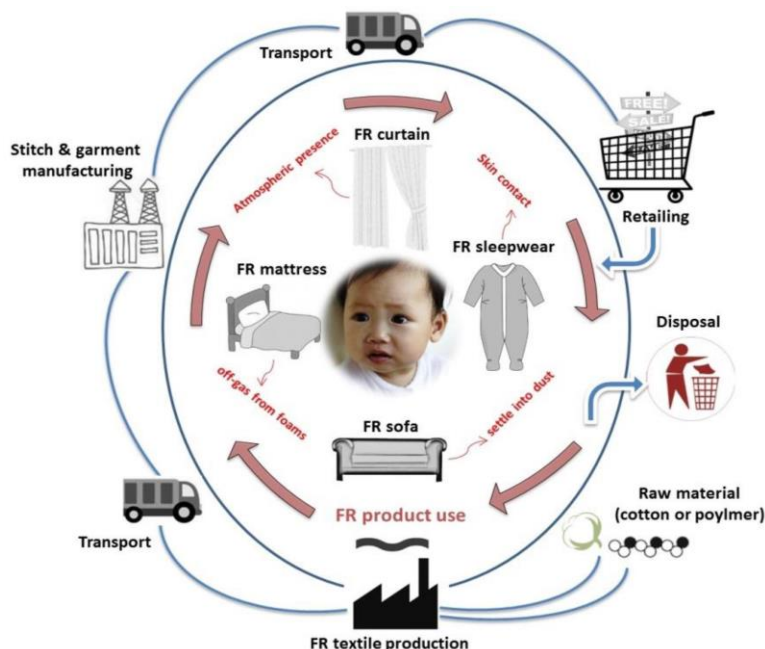 Transport
FREE!
SALE!
Stitch & garment
manufacturing
FR curtain
Atmospheric presence
Skin contact
Retailing
FR sleepwear
FR mattress
Disposal
off-gas from foams
FR sofa
settle into dust
FR product use
Raw material
(cotton or poylmer)
Transport
FR textile production